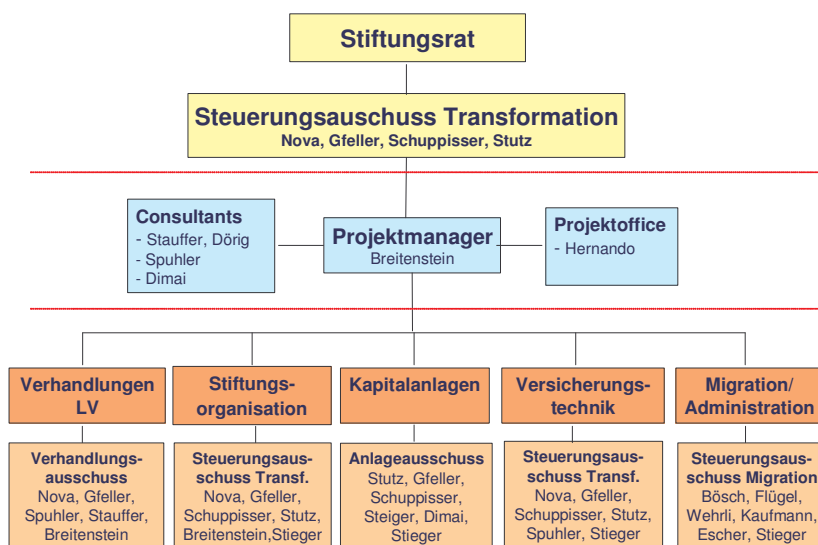 Stiftungsrat
Steuerungsauschuss Transformation
Nova, Gfeller, Schuppisser, Stutz
Consultants
- Stauffer, Dörig
- Spuhler
- Dimai
Projektmanager
Breitenstein
Projektoffice
- Hernando
Verhandlungen
LV
Stiftungs-
organisation
Kapitalanlagen
Versicherungs-
technik
Migration/
Administration
Verhandlungs-
ausschuss
Nova, Gfeller,
Spuhler, Stauffer,
Breitenstein
Steuerungsaus-
schuss Transf.
Nova, Gfeller,
Schuppisser, Stutz,
Breitenstein,Stieger
Anlageausschuss
Stutz, Gfeller,
Schuppisser,
Steiger, Dimai,
Stieger
Steuerungsaus-
schuss Transf.
Nova, Gfeller,
Schuppisser, Stutz,
Spuhler, Stieger
Steuerungsaus-
schuss Migration
Bösch, Flügel,
Wehrli, Kaufmann,
Escher, Stieger